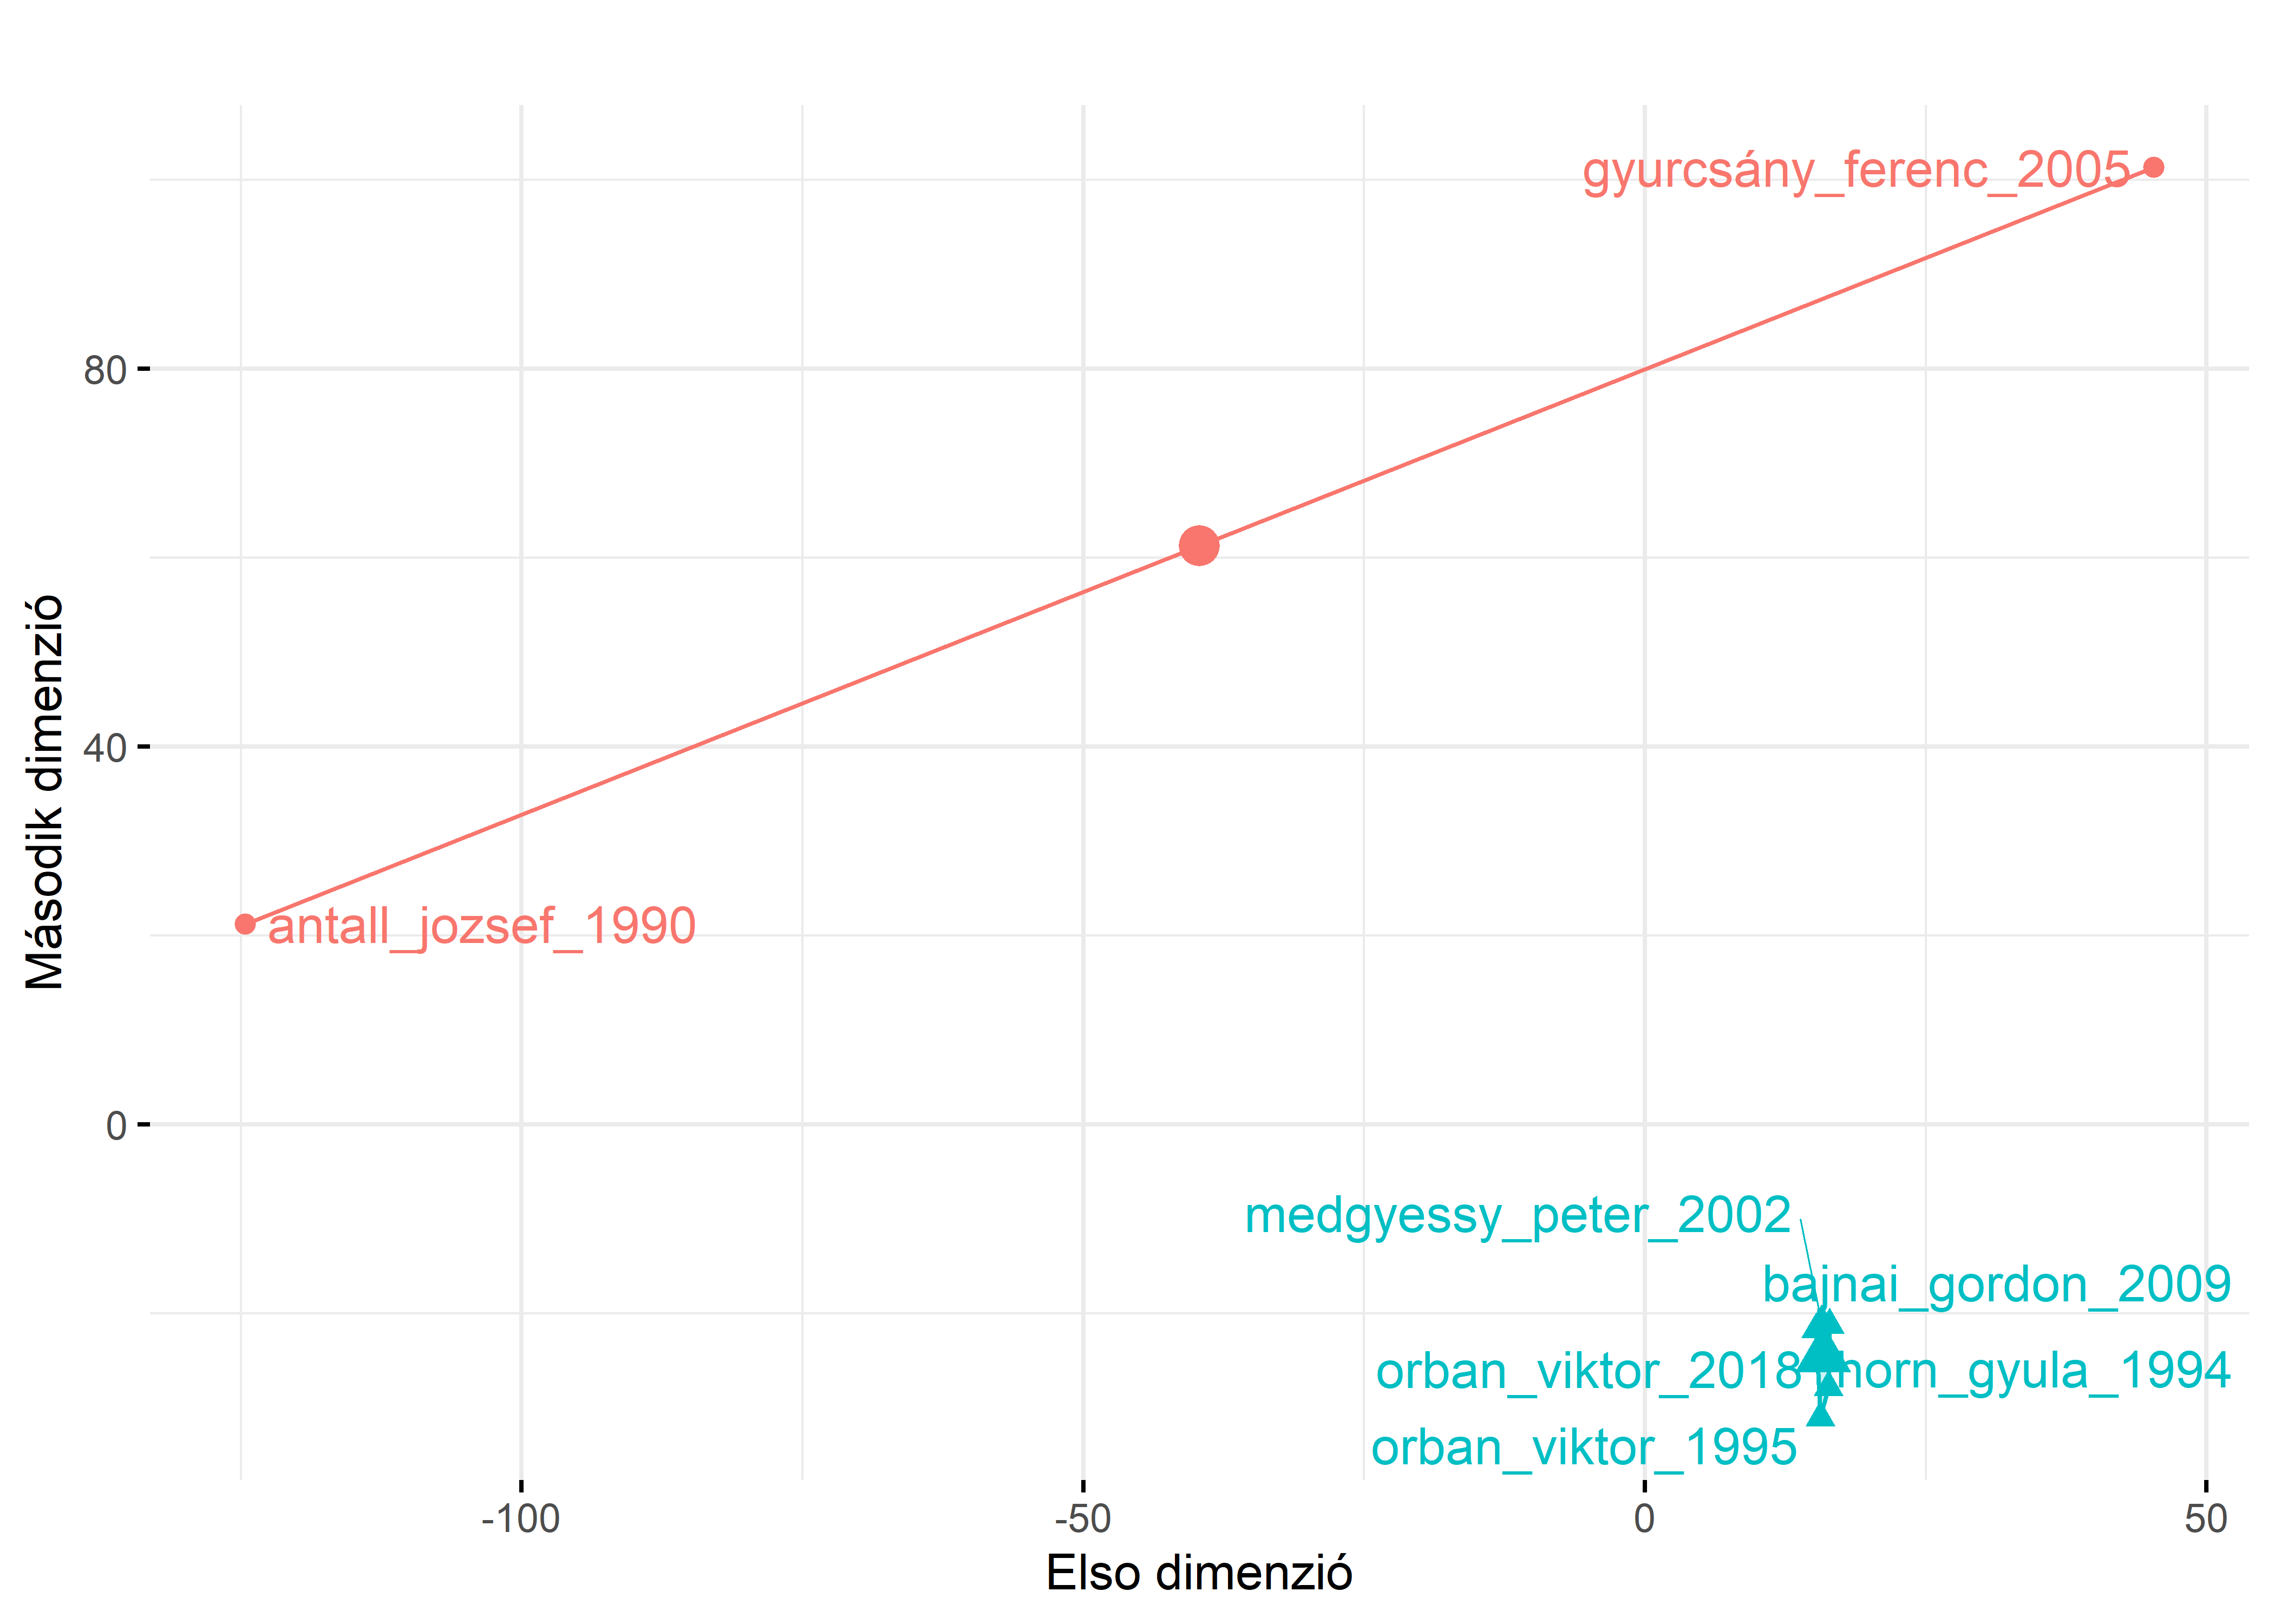 gyurcsány_ferenc_2005
80
Második dimenzió
40
antall_jozsef_1990
0
medgyessy_peter_2002
bajnai_gordon_2009
orban_viktor_2018
horn_gyula_1994
orban_viktor_1995
-100
-50
0
50
Elso dimenzió